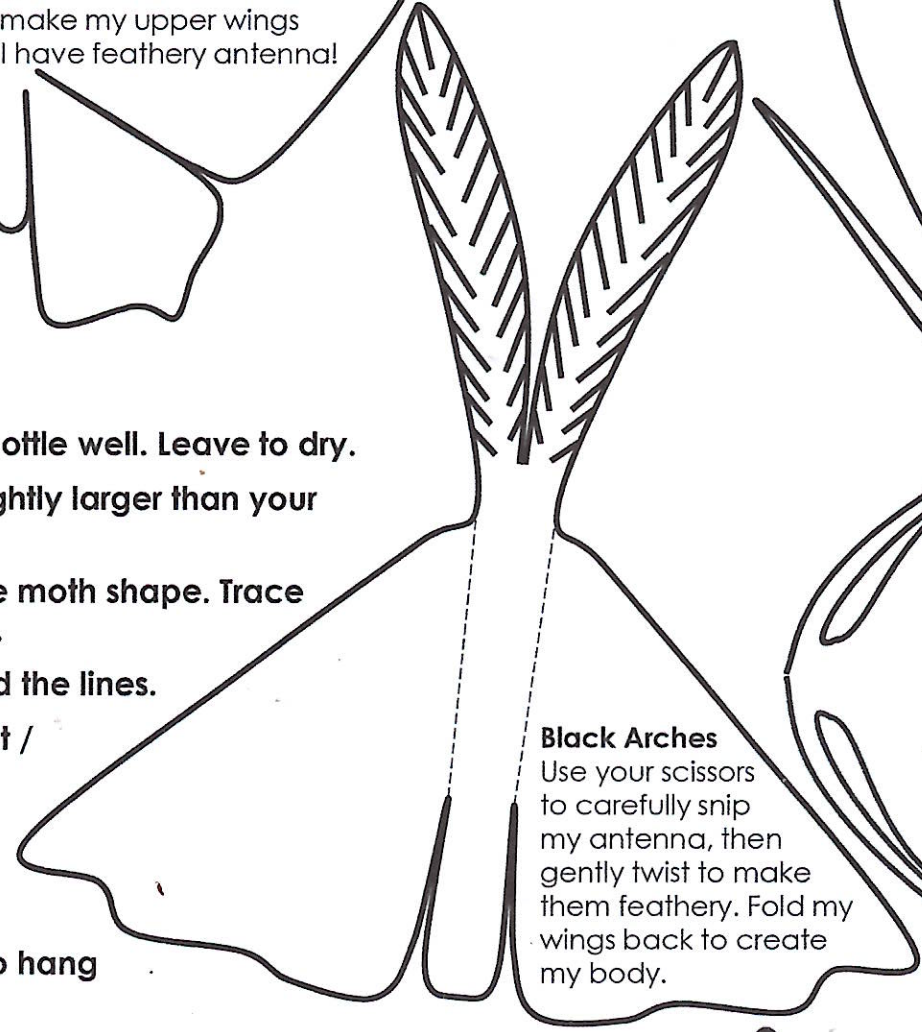 make my upper wings
I have feathery antenna!
ottle well. Leave to dry.
ghtly larger than your
e moth shape. Trace
d the lines.
t /
o hang
Black Arches
Use your scissors
to carefully snip
my antenna, then
gently twist to make
them feathery. Fold my
wings back to create
my body.